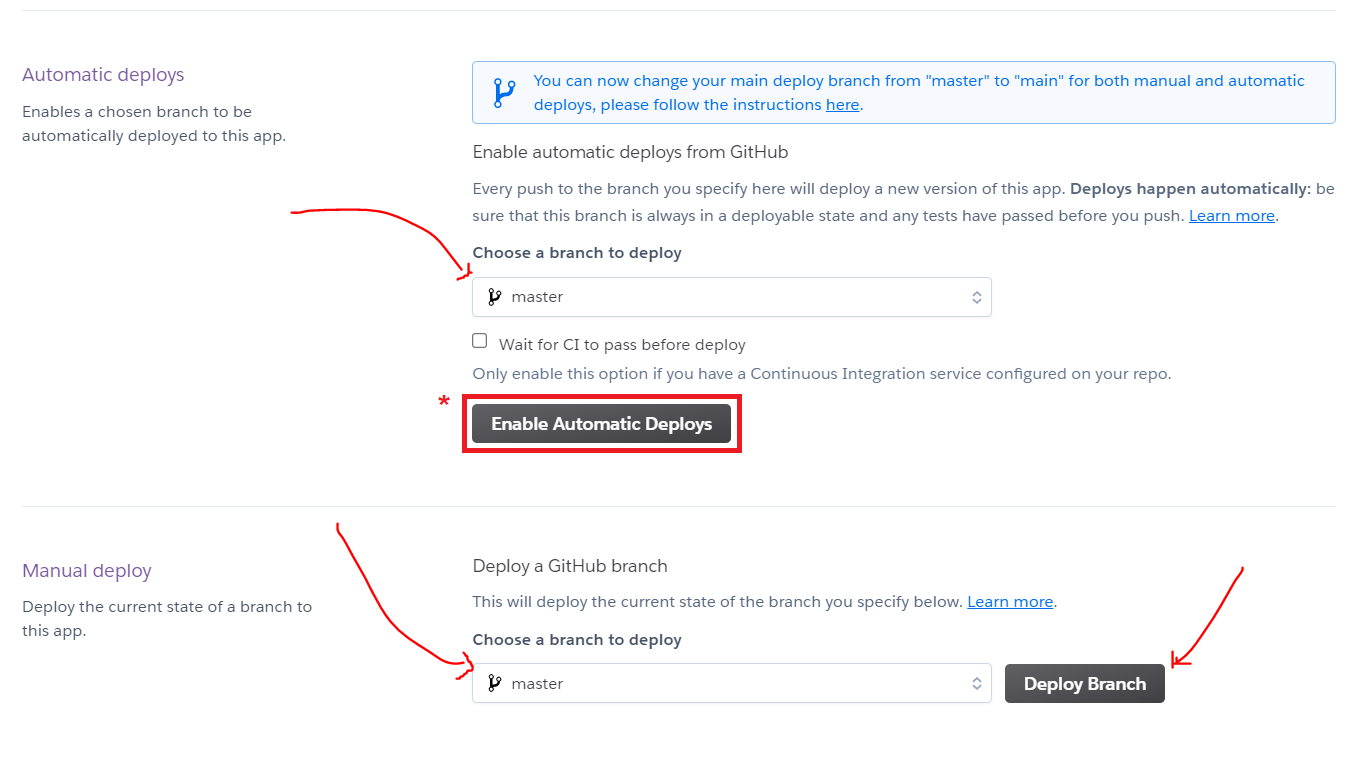 Automatic deploys
Enables a chosen branch to be
automatically deployed to this app.
You can now change your main deploy branch from "master" to "main" for both manual and automatic
deploys, please follow the instructions here.
Enable automatic deploys from GitHub
Every push to the branch you specify here will deploy a new version of this app. Deploys happen automatically: be
sure that this branch is always in a deployable state and any tests have passed before you push. Learn more.
Choose a branch to deploy
master
Wait for CI to pass before deploy
Only enable this option if you have a Continuous Integration service configured on your repo.
*
Enable Automatic Deploys
Manual deploy
Deploy the current state of a branch to
this app.
Deploy a GitHub branch
This will deploy the current state of the branch you specify below. Learn more.
Choose a branch to deploy
master
Deploy Branch